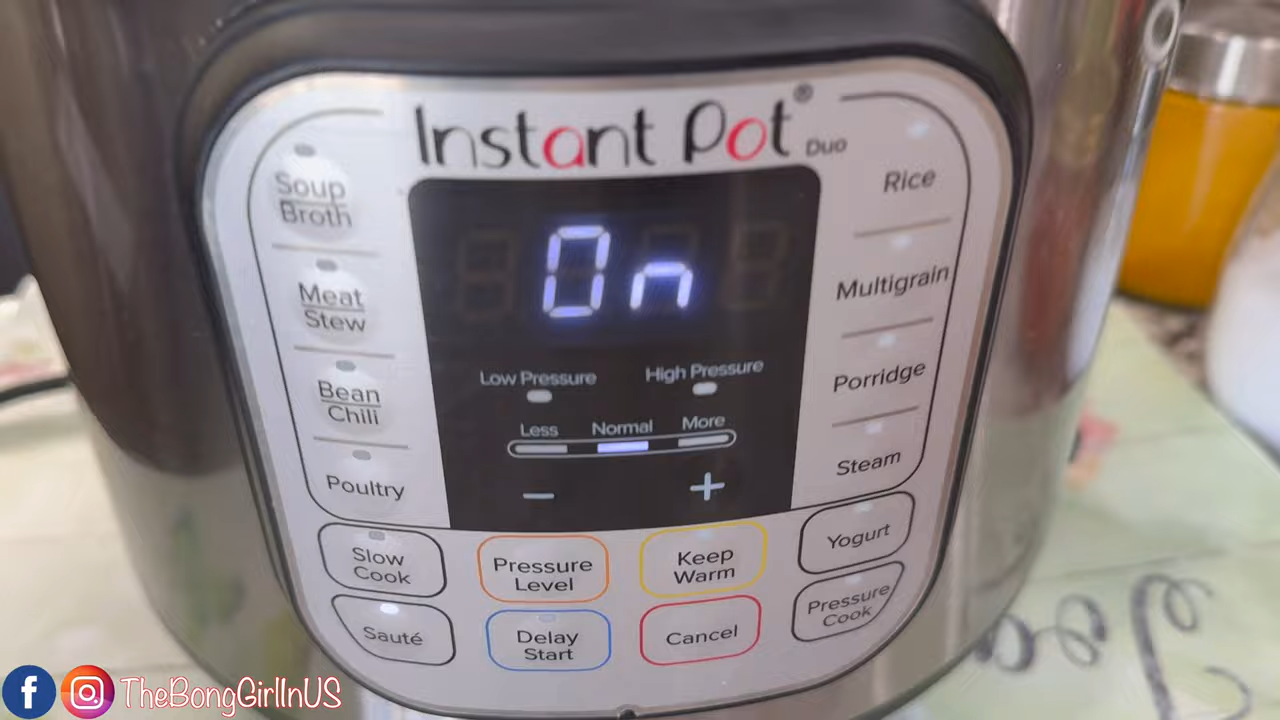 Instant Pot® Duo
Soup
Broth
Meat
Stew
Bean
Chili
Poultry
On
Low Pressure
High Pressure
Less
Normal
More
−
+
Rice
Multigrain
Porridge
Steam
Slow
Cook
Pressure
Level
Keep
Warm
Yogurt
Sauté
Delay
Start
Cancel
Pressure
Cook
TheBongGirlInUS